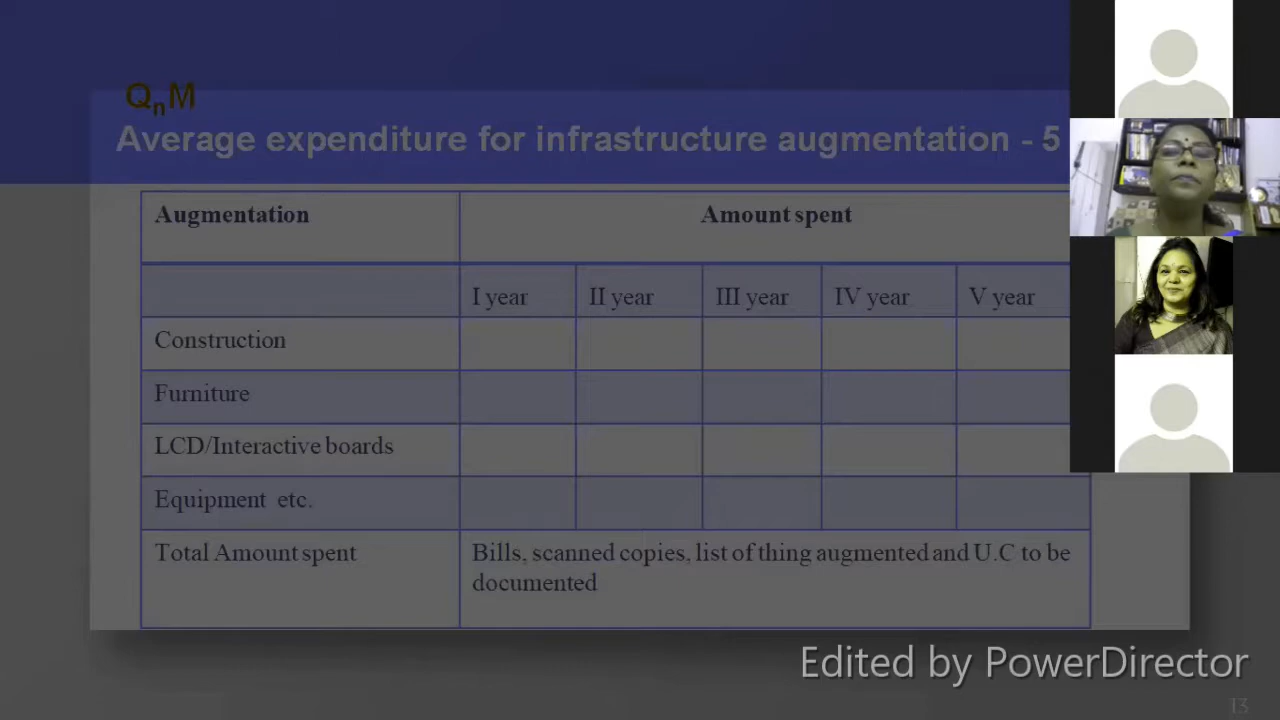 QnM
Average expenditure for infrastructure augmentation - 5
Augmentation Amount spent
I year II year III year IV year V year
Construction
Furniture
LCD/Interactive boards
Equipment etc.
Total Amount spent Bills, scanned copies, list of thing augmented and U.C to be
documented
Edited by PowerDirector
13